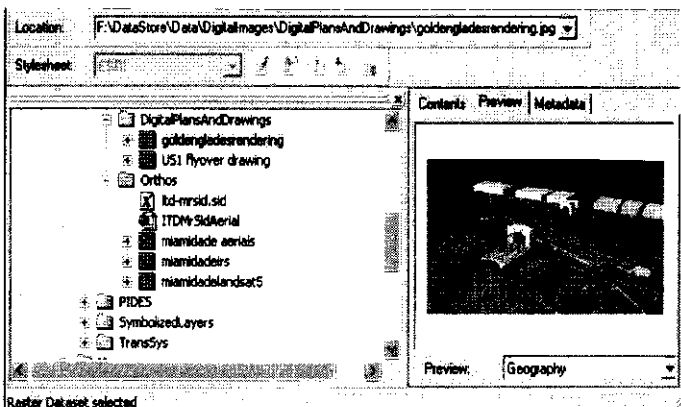 Location: F:\DataStore\Data\DigitalImages\DigitalPlansAndDrawings\goldengladesrendering.jpg
Stylesheet:
Contents Preview Metadata
DigitalPlansAndDrawings
goldengladesrendering
US1 flyover drawing
Orthos
ltd-mrsid.sid
ITDMrSidAerial
miamidade aerials
miamidadeirs
miamidadelandsat5
PIDES
SymbolizedLayers
TransSys
Preview: Geography
Raster Dataset selected